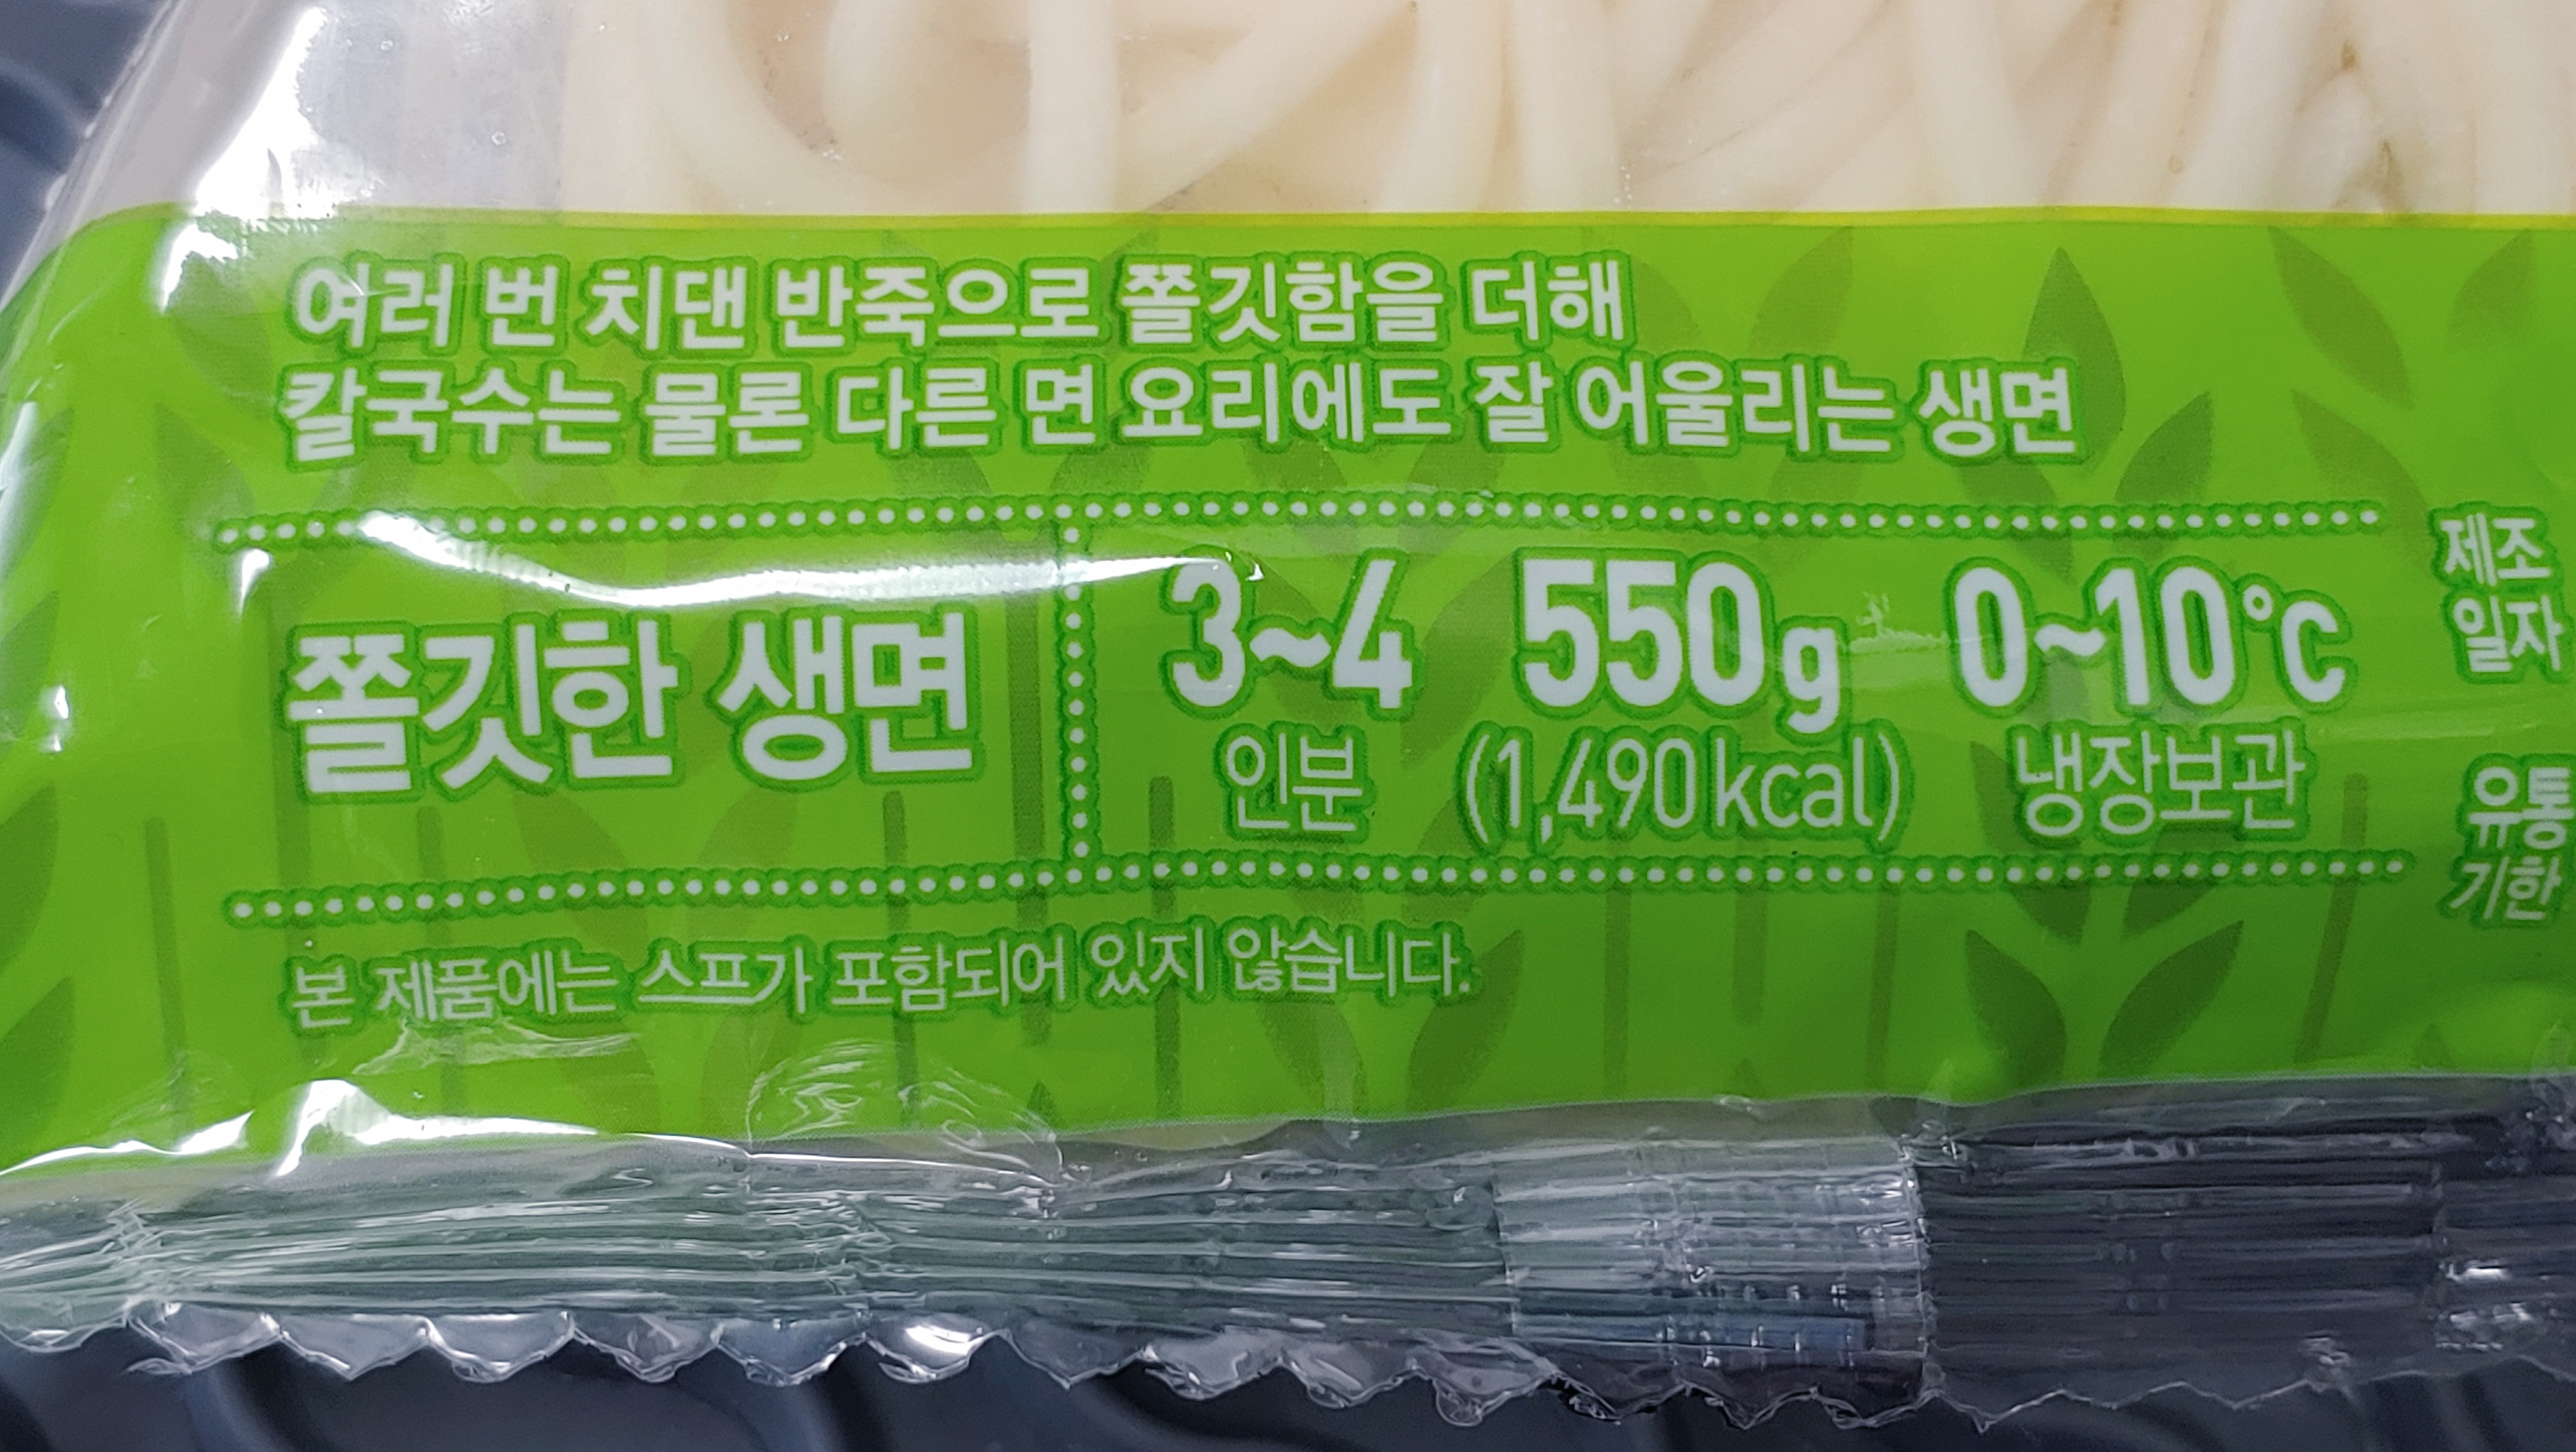 여러 번 치댄 반죽으로 쫄깃함을 더해
칼국수는 물론 다른 면 요리에도 잘 어울리는 생면
쫄깃한 생면
3~4 550g 0~10℃
인분 (1,490kcal) 냉장보관
제조
일자
유통
기한
본 제품에는 스프가 포함되어 있지 않습니다.